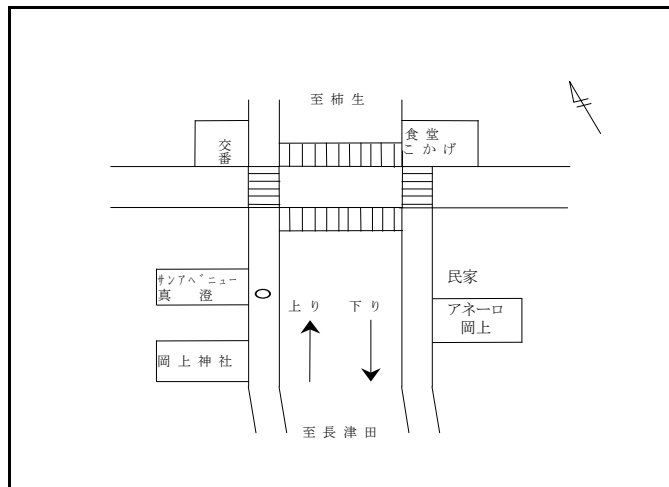 至柿生
交番
食堂
こかげ
サンアベニュー
真澄
民家
上り
下り
アネーロ
岡上
岡上神社
至長津田